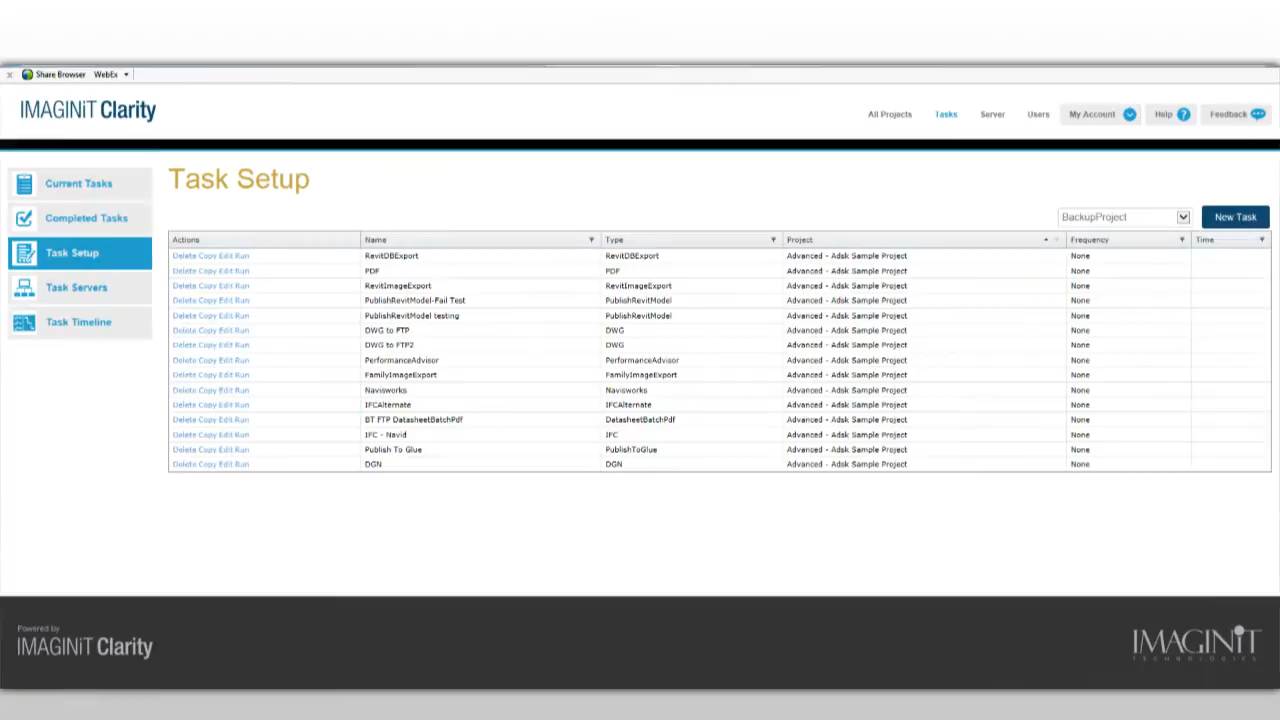 Share Browser WebEx
IMAGINiT Clarity
All Projects Tasks Server Users My Account Help ? Feedback
Current Tasks
Completed Tasks
Task Setup
Task Servers
Task Timeline
Task Setup
BackupProject New Task
Actions Name Type Project Frequency Time
Delete Copy Edit Run RevitDBExport RevitDBExport Advanced - Adsk Sample Project None
Delete Copy Edit Run PDF PDF Advanced - Adsk Sample Project None
Delete Copy Edit Run RevitImageExport RevitImageExport Advanced - Adsk Sample Project None
Delete Copy Edit Run PublishRevitModel-Fail Test PublishRevitModel Advanced - Adsk Sample Project None
Delete Copy Edit Run PublishRevitModel testing PublishRevitModel Advanced - Adsk Sample Project None
Delete Copy Edit Run DWG to FTP DWG Advanced - Adsk Sample Project None
Delete Copy Edit Run DWG to FTP2 DWG Advanced - Adsk Sample Project None
Delete Copy Edit Run PerformanceAdvisor PerformanceAdvisor Advanced - Adsk Sample Project None
Delete Copy Edit Run FamilyImageExport FamilyImageExport Advanced - Adsk Sample Project None
Delete Copy Edit Run Navisworks Navisworks Advanced - Adsk Sample Project None
Delete Copy Edit Run IFCAlternate IFCAlternate Advanced - Adsk Sample Project None
Delete Copy Edit Run BT FTP DatasheetBatchPdf DatasheetBatchPdf Advanced - Adsk Sample Project None
Delete Copy Edit Run IFC - Navid IFC Advanced - Adsk Sample Project None
Delete Copy Edit Run Publish To Glue PublishToGlue Advanced - Adsk Sample Project None
Delete Copy Edit Run DGN DGN Advanced - Adsk Sample Project None
Powered by
IMAGINiT Clarity
IMAGINiT
TECHNOLOGIES